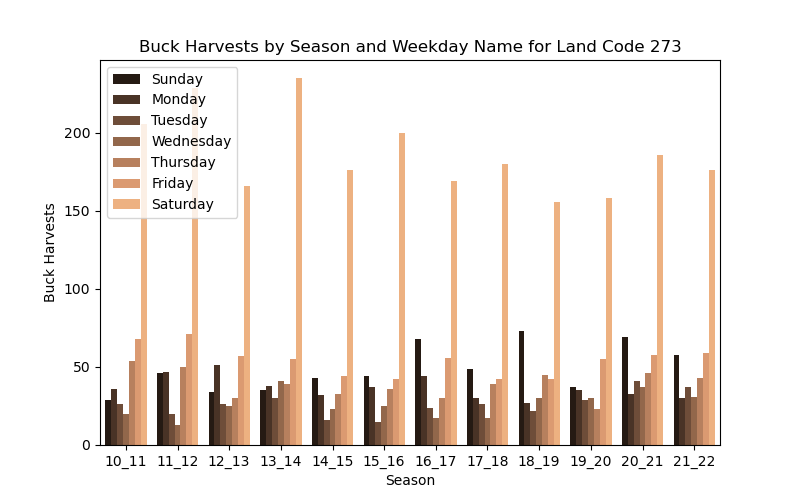 Buck Harvests by Season and Weekday Name for Land Code 273
Sunday
Monday
Tuesday
Wednesday
Thursday
Friday
Saturday
200
150
100
50
0
Buck Harvests
10_11 11_12 12_13 13_14 14_15 15_16 16_17 17_18 18_19 19_20 20_21 21_22
Season